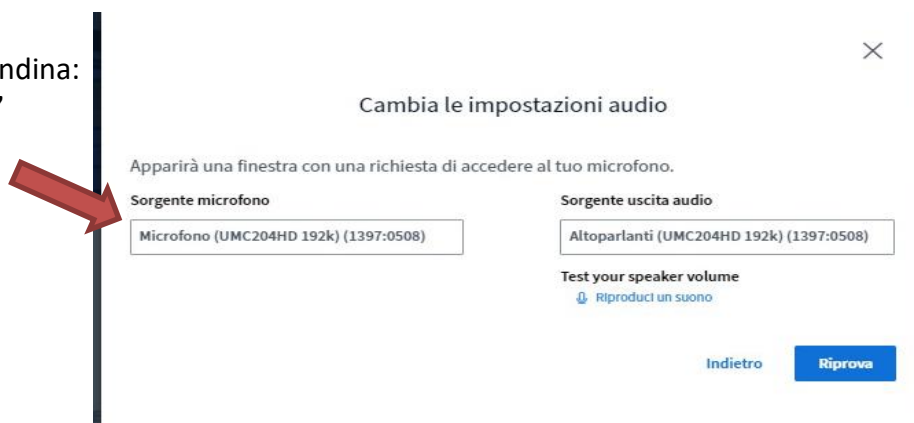 ndina:
Cambia le impostazioni audio
Apparirà una finestra con una richiesta di accedere al tuo microfono.
Sorgente microfono
Microfono (UMC204HD 192k) (1397:0508)
Sorgente uscita audio
Altoparlanti (UMC204HD 192k) (1397:0508)
Test your speaker volume
Riproduci un suono
Indietro
Riprova